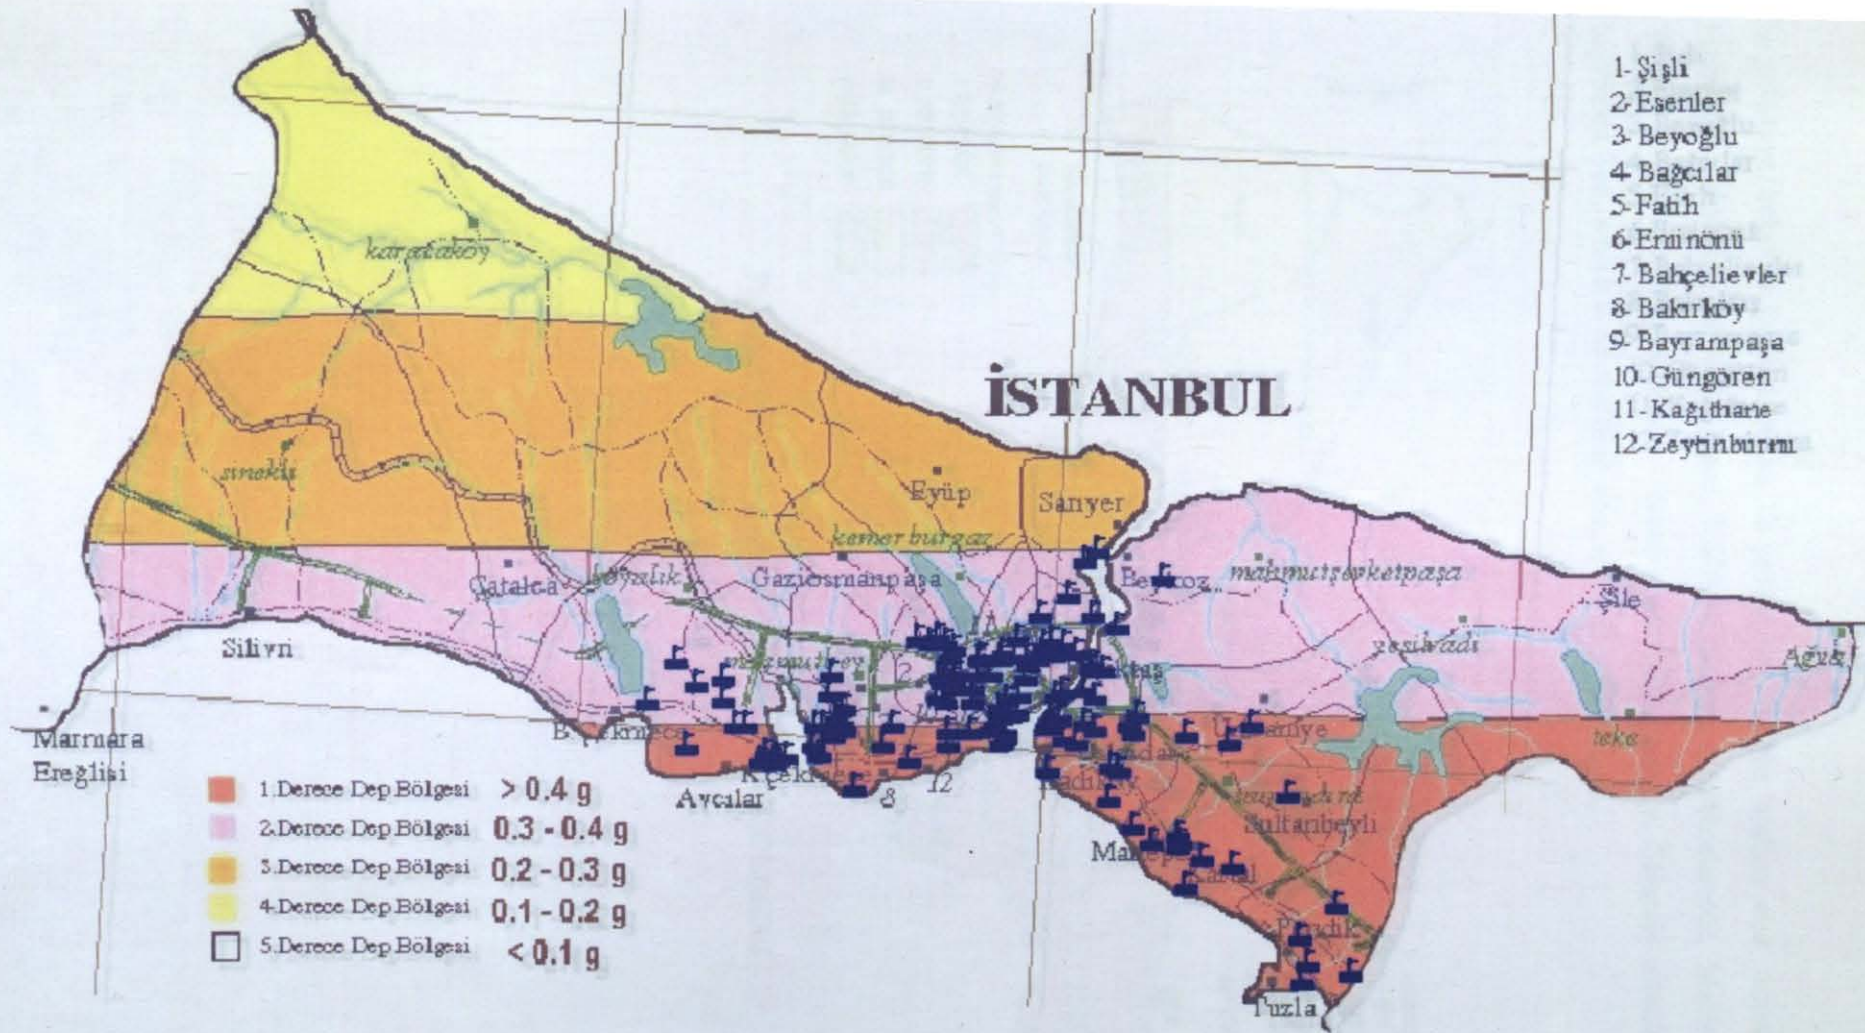 1- Şişli
2- Esenler
3- Beyoğlu
4- Bağcılar
5- Fatih
6- Eminönü
7- Bahçelievler
8- Bakırköy
9- Bayrampaşa
10- Güngören
11- Kağıthane
12- Zeytinburnu
karacaköy
İSTANBUL
sinekli
Eyüp
Sarıyer
kemerburgaz
Çatalca
Gaziosmanpaşa
mahmutşevketpaşa
Şile
Silivri
yeşilvadi
Ağva
Marmara
Ereğlisi
teke
Avcılar
8
12
Sultanbeyli
Tuzla
1.Derece Dep.Bölgesi > 0.4 g
2.Derece Dep.Bölgesi 0.3 - 0.4 g
3.Derece Dep.Bölgesi 0.2 - 0.3 g
4.Derece Dep.Bölgesi 0.1 - 0.2 g
5.Derece Dep.Bölgesi < 0.1 g